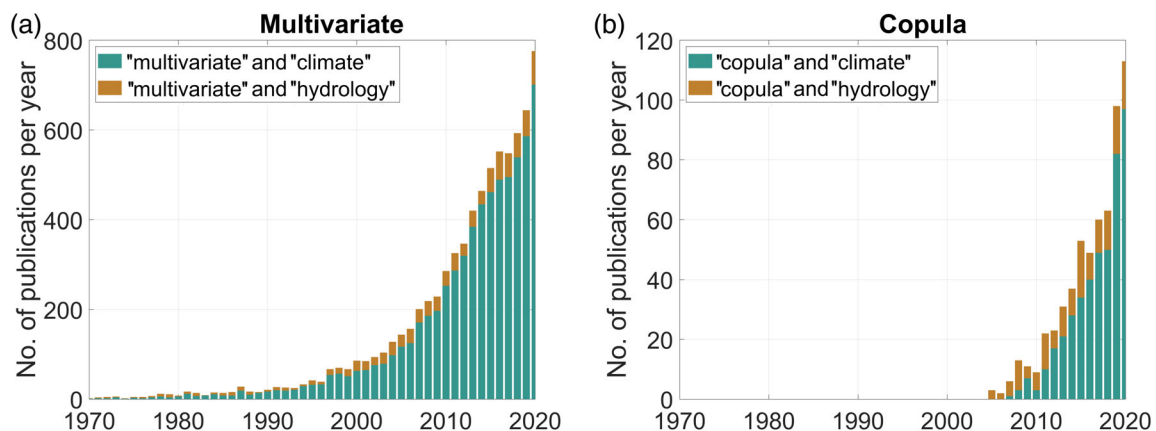 (a)
Multivariate
No. of publications per year
800
600
400
200
0
"multivariate" and "climate"
"multivariate" and "hydrology"
1970 1980 1990 2000 2010 2020
(b)
Copula
No. of publications per year
120
100
80
60
40
20
0
"copula" and "climate"
"copula" and "hydrology"
1970 1980 1990 2000 2010 2020